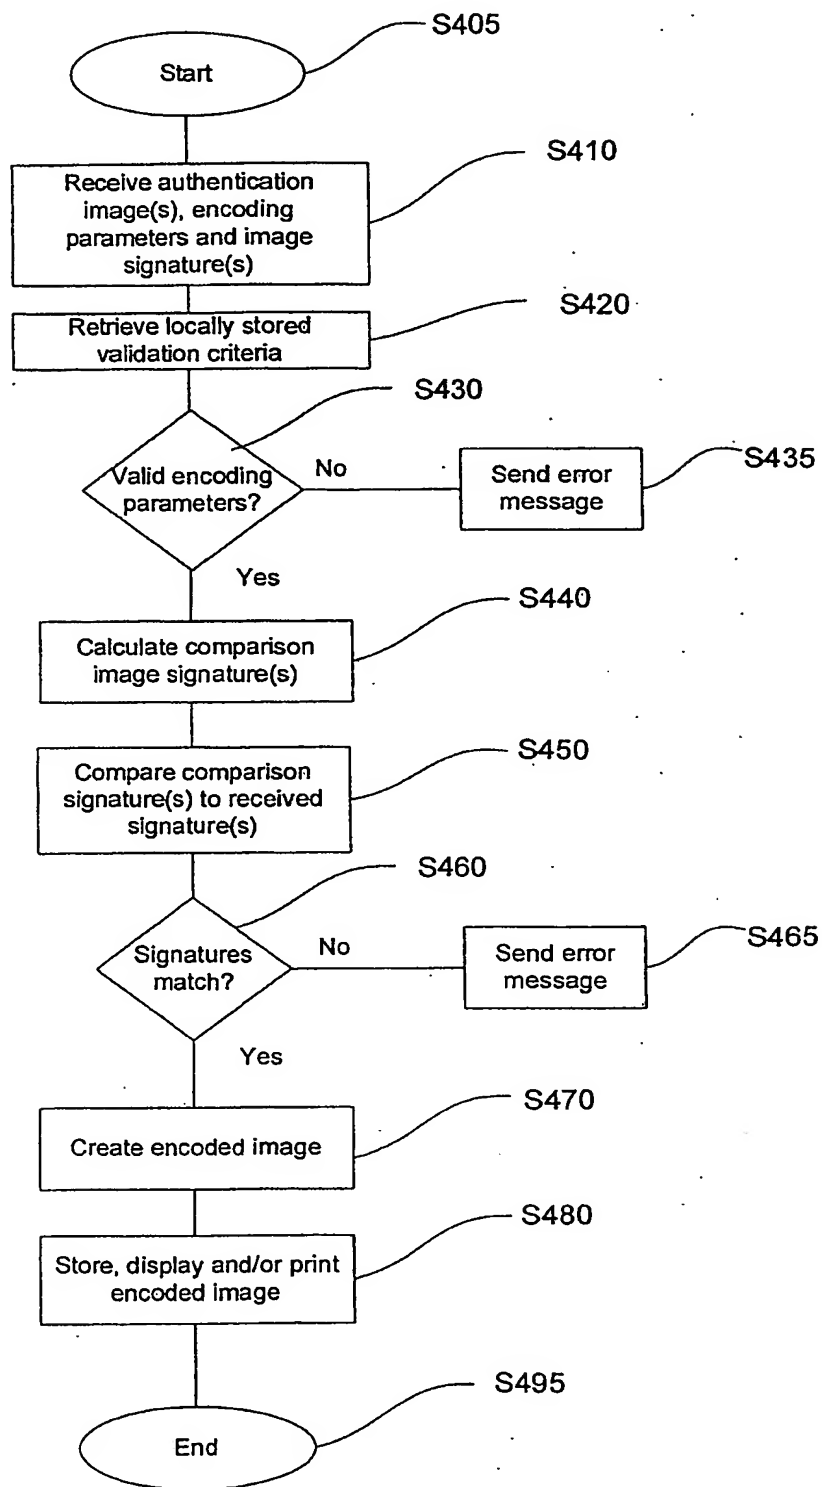 S405
Start
S410
Receive authentication
image(s), encoding
parameters and image
signature(s)
S420
Retrieve locally stored
validation criteria
S430
Valid encoding
parameters?
No
Send error
message
S435
Yes
S440
Calculate comparison
image signature(s)
S450
Compare comparison
signature(s) to received
signature(s)
S460
Signatures
match?
No
Send error
message
S465
Yes
S470
Create encoded image
S480
Store, display and/or print
encoded image
S495
End